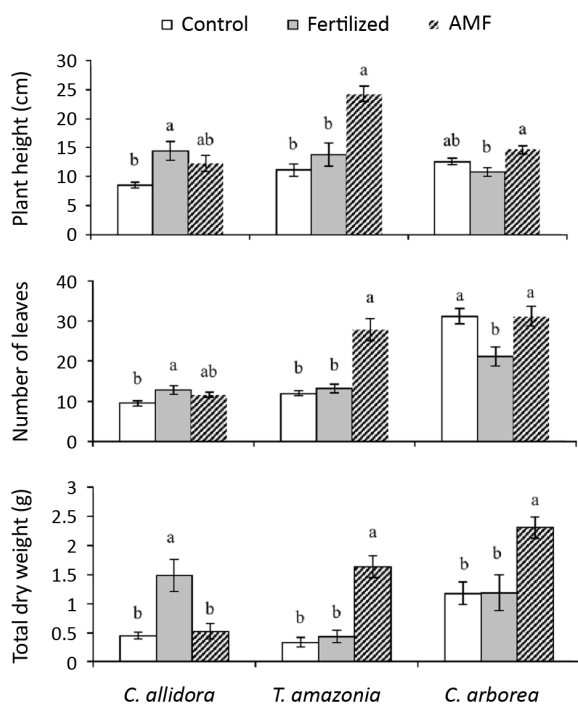 Control Fertilized AMF
Plant height (cm)
30
25
20
15
10
5
0
b a ab b b a ab b a
Number of leaves
40
30
20
10
0
b a ab b b a a b a
Total dry weight (g)
3
2.5
2
1.5
1
0.5
0
b a b b b a b b a
C. allidora T. amazonia C. arborea